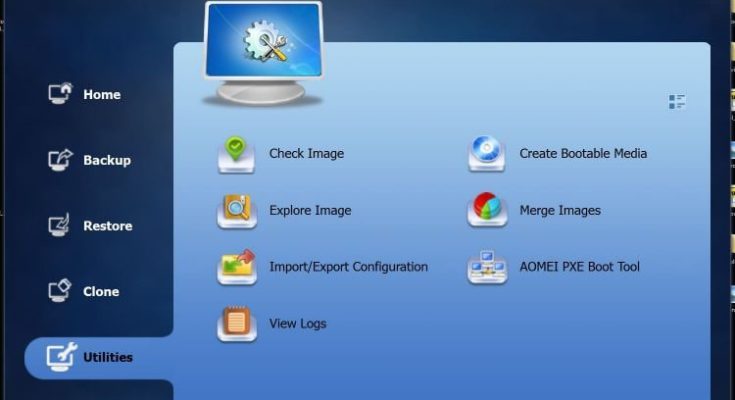 Home
Backup
Restore
Clone
Utilities
Check Image
Create Bootable Media
Explore Image
Merge Images
Import/Export Configuration
AOMEI PXE Boot Tool
View Logs